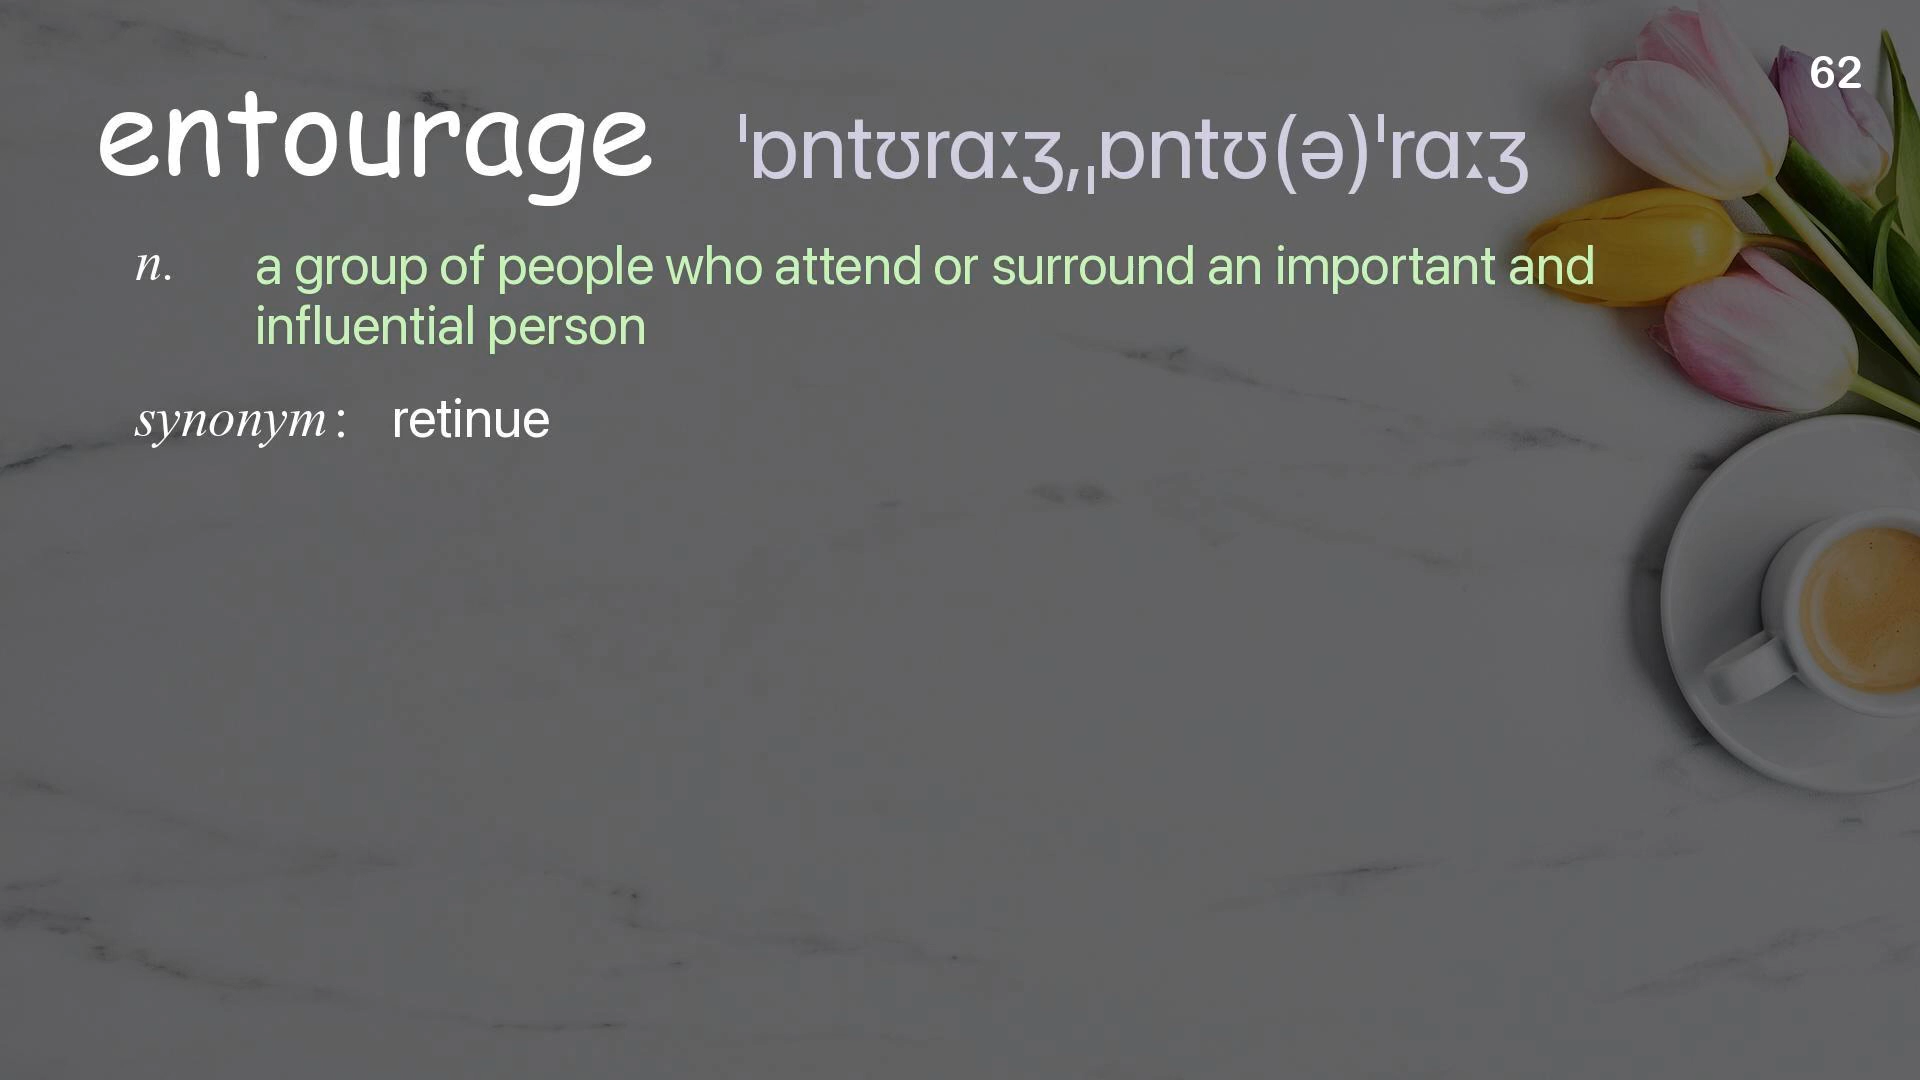 62
entourage ˈɒntʊrɑːʒ,ˌɒntʊ(ə)ˈrɑːʒ
n. a group of people who attend or surround an important and
influential person
synonym: retinue